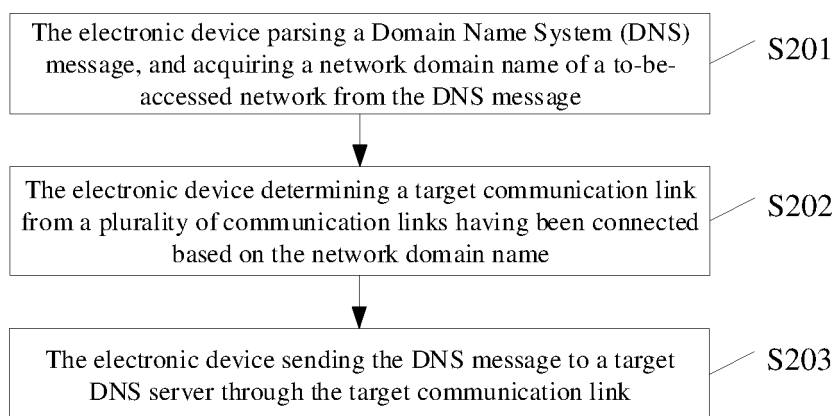 The electronic device parsing a Domain Name System (DNS)
message, and acquiring a network domain name of a to-be-
accessed network from the DNS message
S201
The electronic device determining a target communication link
from a plurality of communication links having been connected
based on the network domain name
S202
The electronic device sending the DNS message to a target
DNS server through the target communication link
S203